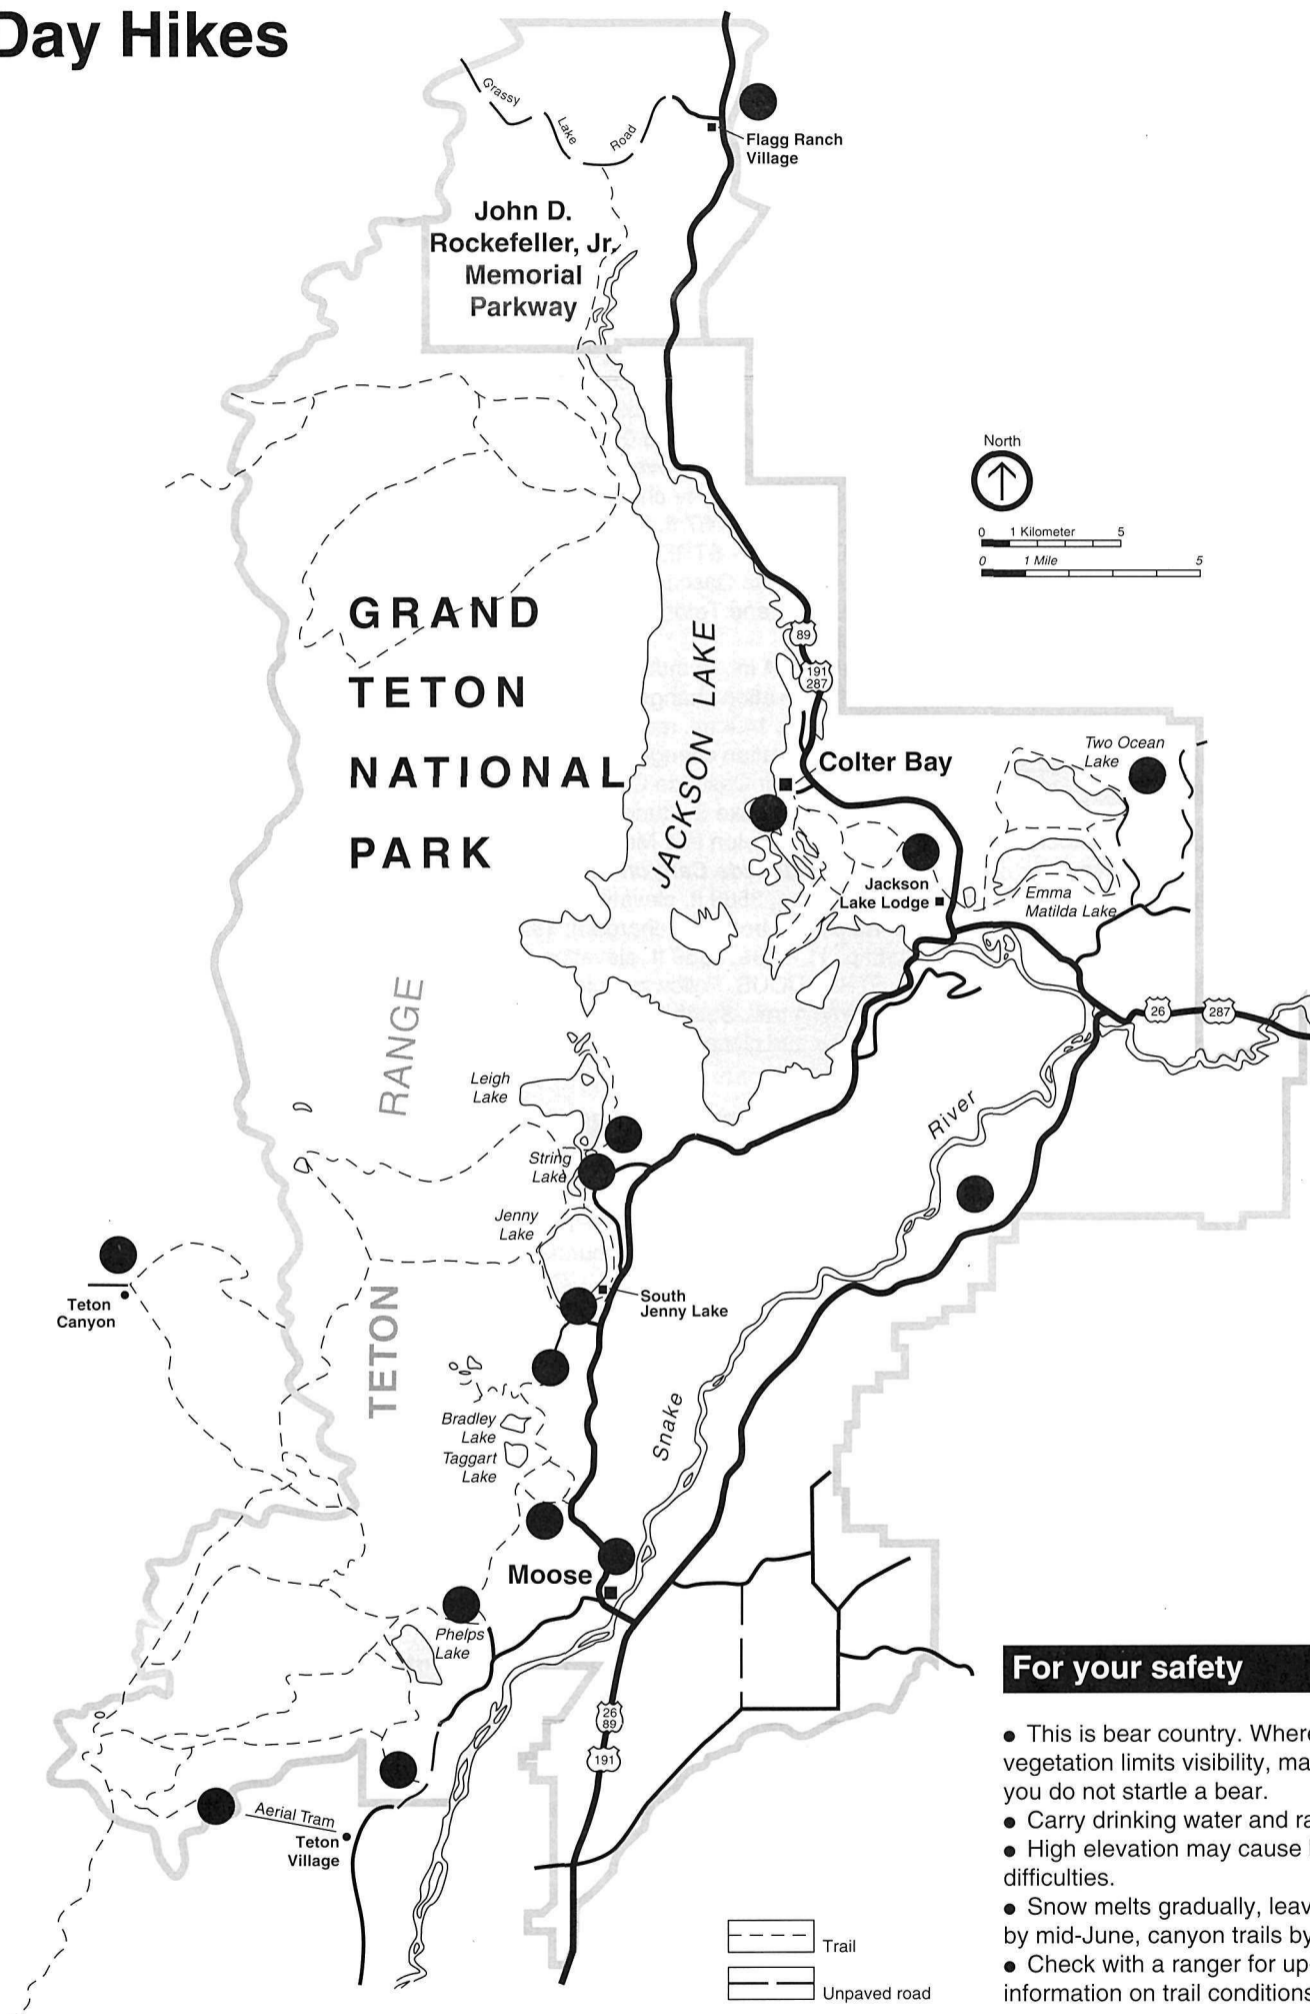 Day Hikes
Grassy
Lake
Road
Flagg Ranch
Village
John D.
Rockefeller, Jr.
Memorial
Parkway
North
0 1 Kilometer 5
0 1 Mile 5
GRAND
TETON
NATIONAL
PARK
JACKSON LAKE
89
191
287
Colter Bay
Two Ocean
Lake
Jackson
Lake Lodge
Emma
Matilda Lake
26
287
TETON RANGE
Leigh
Lake
String
Lake
Jenny
Lake
South
Jenny Lake
Teton
Canyon
Snake River
Bradley
Lake
Taggart
Lake
Moose
Phelps
Lake
26
89
191
Aerial Tram
Teton
Village
Trail
Unpaved road
For your safety
● This is bear country. Where
vegetation limits visibility, ma
you do not startle a bear.
● Carry drinking water and ra
● High elevation may cause
difficulties.
● Snow melts gradually, leav
by mid-June, canyon trails by
● Check with a ranger for up
information on trail conditions